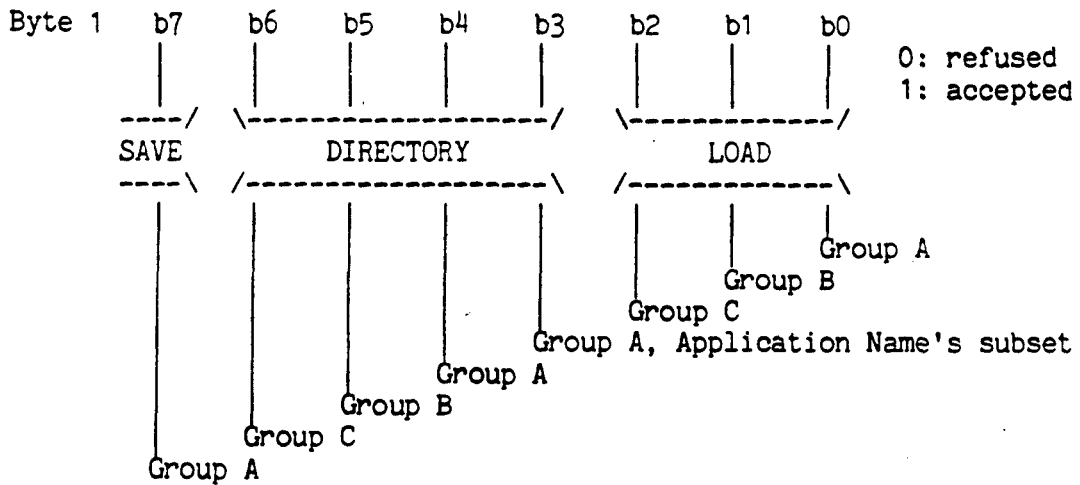 Byte 1 b7 b6 b5 b4 b3 b2 b1 b0
0: refused
1: accepted
SAVE DIRECTORY LOAD
Group A
Group B
Group C
Group A, Application Name's subset
Group A
Group B
Group C
Group A